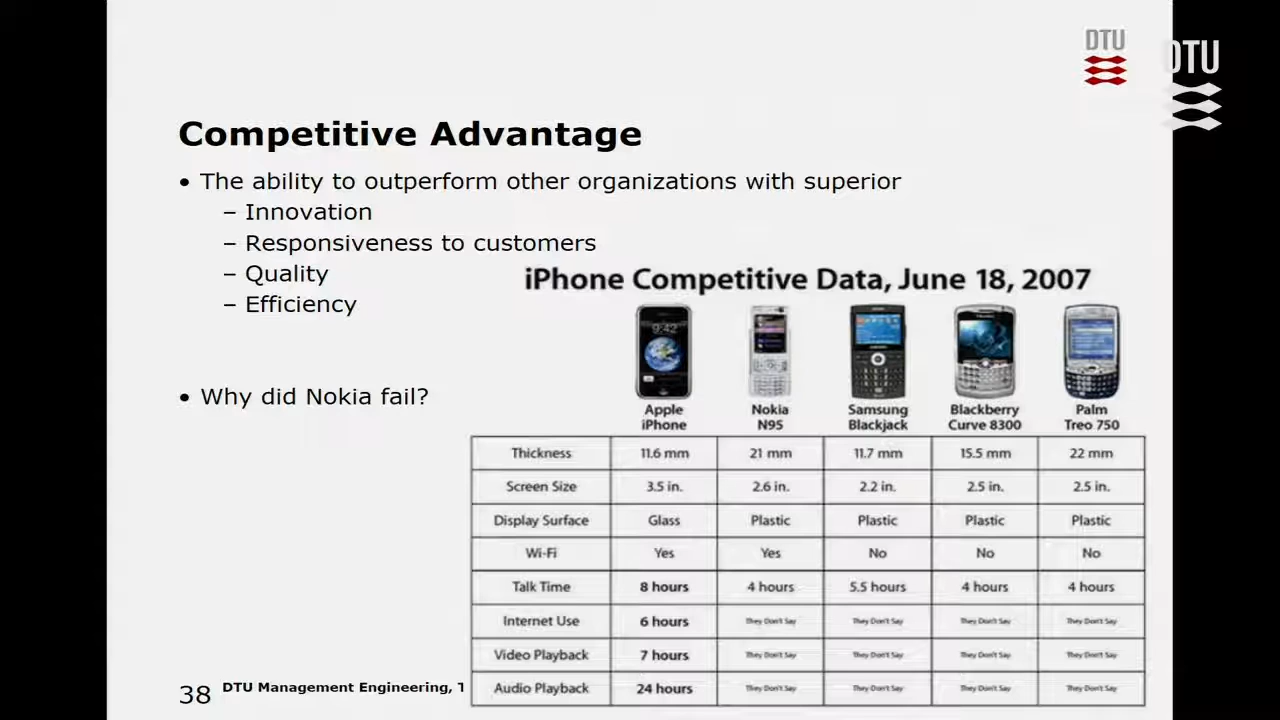 DTU
DTU
Competitive Advantage
• The ability to outperform other organizations with superior
– Innovation
– Responsiveness to customers
– Quality
– Efficiency
• Why did Nokia fail?
iPhone Competitive Data, June 18, 2007
9:42
Apple iPhone Nokia N95 Samsung Blackjack Blackberry Curve 8300 Palm Treo 750
Thickness 11.6 mm 21 mm 11.7 mm 15.5 mm 22 mm
Screen Size 3.5 in. 2.6 in. 2.2 in. 2.5 in. 2.5 in.
Display Surface Glass Plastic Plastic Plastic Plastic
Wi-Fi Yes Yes No No No
Talk Time 8 hours 4 hours 5.5 hours 4 hours 4 hours
Internet Use 6 hours They Don't Say They Don't Say They Don't Say They Don't Say
Video Playback 7 hours They Don't Say They Don't Say They Don't Say They Don't Say
Audio Playback 24 hours They Don't Say They Don't Say They Don't Say They Don't Say
38 DTU Management Engineering, T